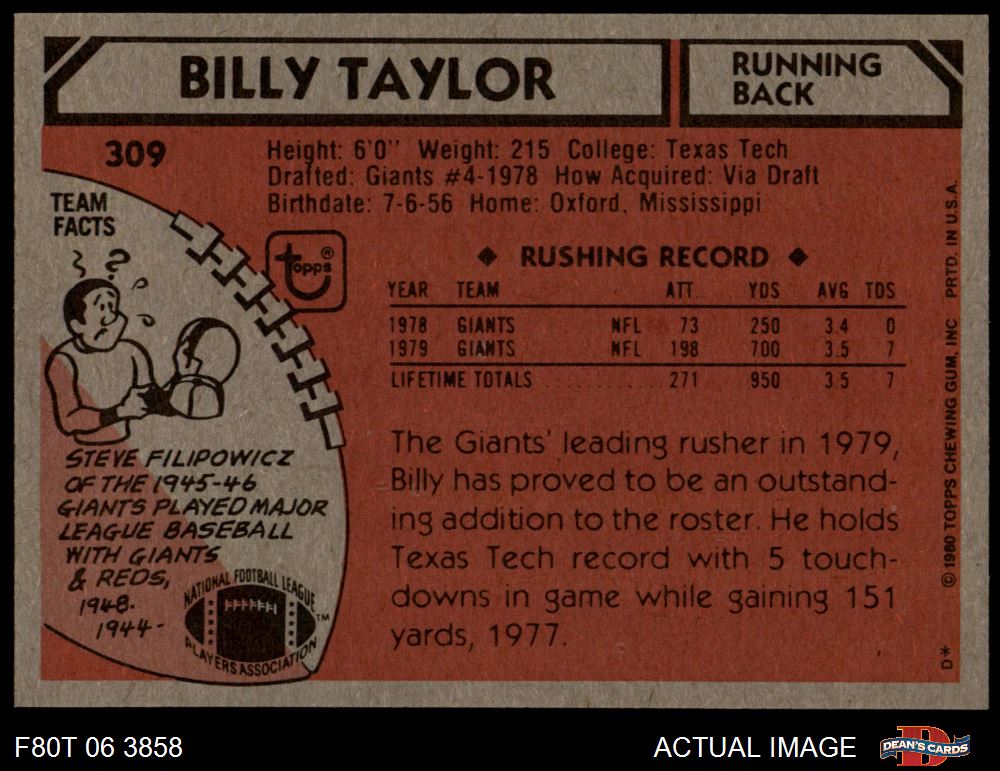 BILLY TAYLOR
RUNNING
BACK
309
Height: 6'0" Weight: 215 College: Texas Tech
Drafted: Giants #4-1978 How Acquired: Via Draft
Birthdate: 7-6-56 Home: Oxford, Mississippi
TEAM
FACTS
? topps®
◆ RUSHING RECORD ◆
YEAR TEAM ATT. YDS AVG TDS
1978 GIANTS NFL 73 250 3.4 0
1979 GIANTS NFL 198 700 3.5 7
LIFETIME TOTALS .............. 271 950 3.5 7
The Giants' leading rusher in 1979,
Billy has proved to be an outstand-
ing addition to the roster. He holds
Texas Tech record with 5 touch-
downs in game while gaining 151
yards, 1977.
STEVE FILIPOWICZ
OF THE 1945-46
GIANTS PLAYED MAJOR
LEAGUE BASEBALL
WITH GIANTS
& REDS,
1948.
1944-
NATIONAL FOOTBALL LEAGUE
PLAYERS ASSOCIATION
TM
© 1980 TOPPS CHEWING GUM, INC PRTD. IN U.S.A.
D*
F80T 06 3858
ACTUAL IMAGE
D
DEAN'S CARDS